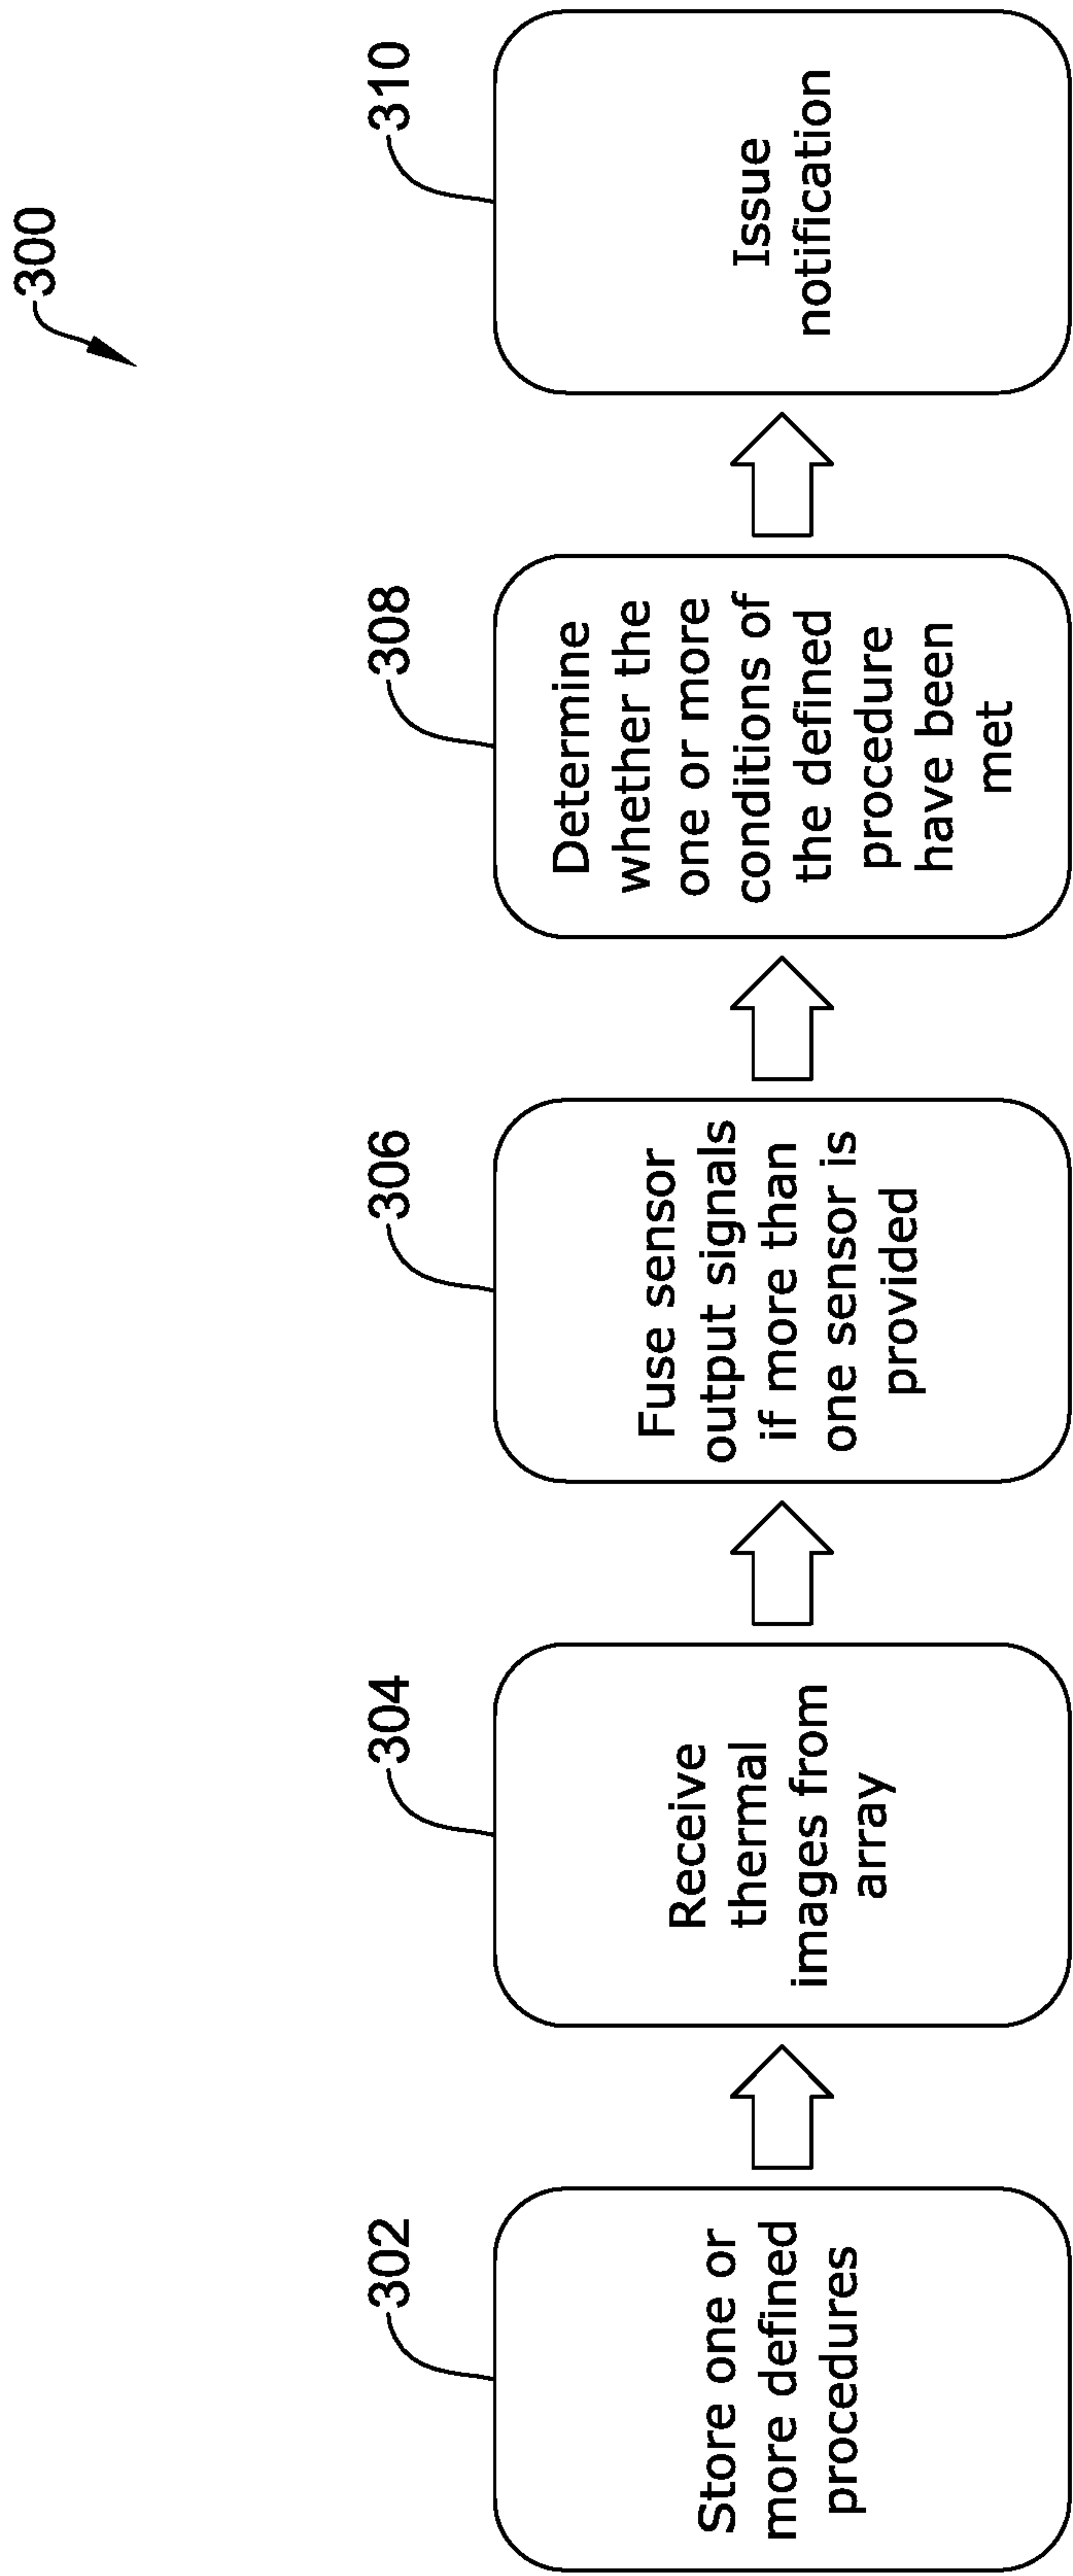 300
302
Store one or
more defined
procedures
304
Receive
thermal
images from
array
306
Fuse sensor
output signals
if more than
one sensor is
provided
308
Determine
whether the
one or more
conditions of
the defined
procedure
have been
met
310
Issue
notification